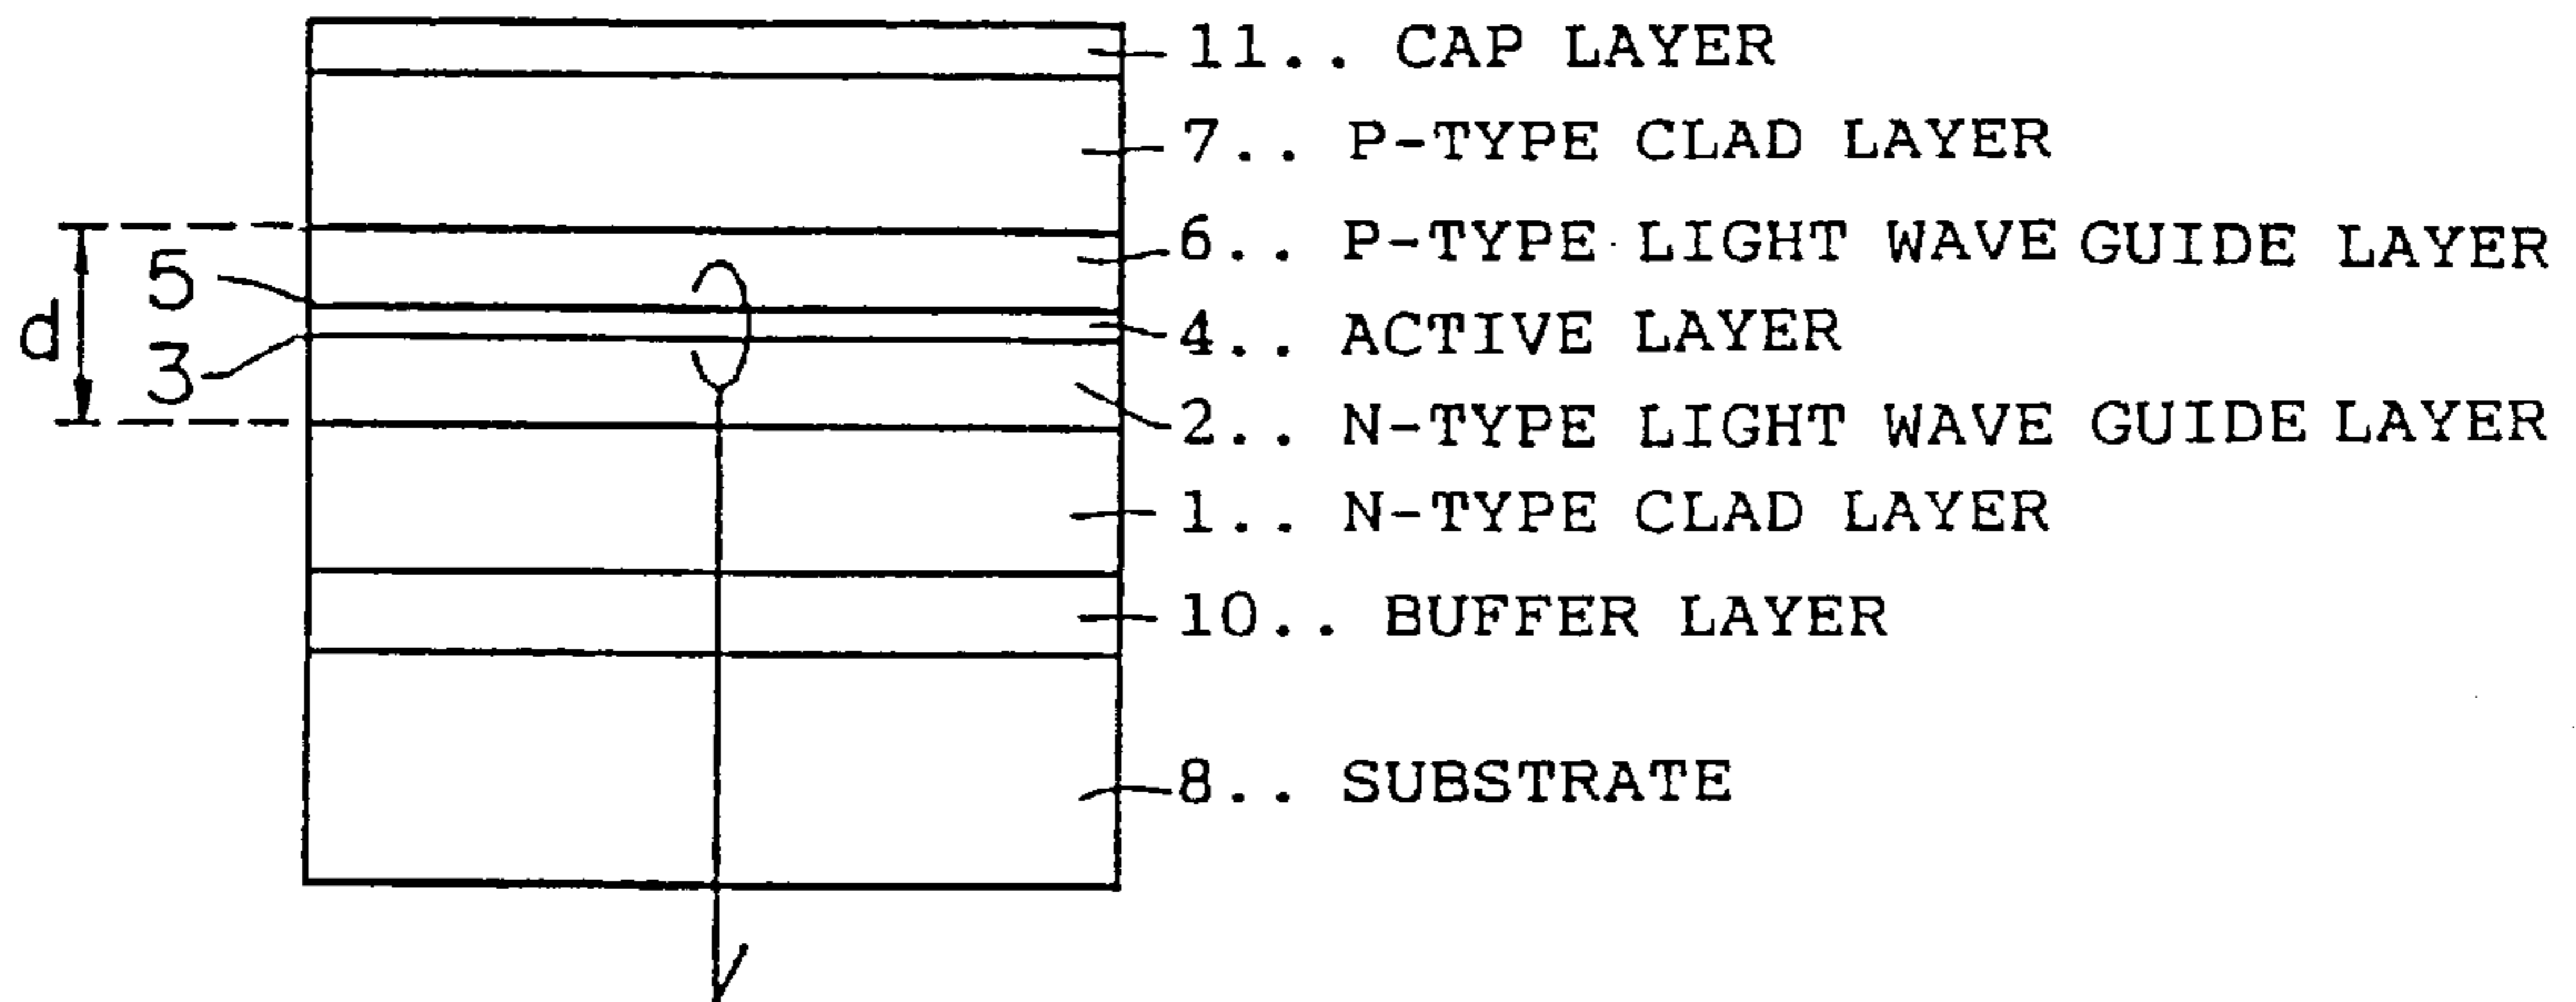 11.. CAP LAYER
7.. P-TYPE CLAD LAYER
6.. P-TYPE LIGHT WAVE GUIDE LAYER
5
4.. ACTIVE LAYER
d
3
2.. N-TYPE LIGHT WAVE GUIDE LAYER
1.. N-TYPE CLAD LAYER
10.. BUFFER LAYER
8.. SUBSTRATE